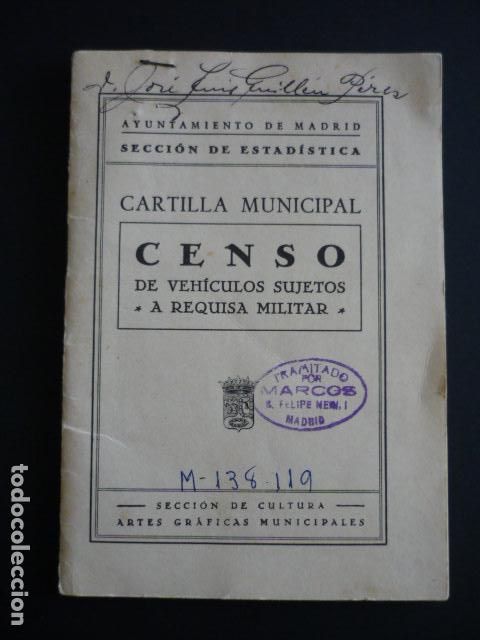 D. José Luis Guillén Pérez
AYUNTAMIENTO DE MADRID
SECCIÓN DE ESTADÍSTICA
CARTILLA MUNICIPAL
CENSO
DE VEHÍCULOS SUJETOS
* A REQUISA MILITAR *
TRAMITADO
POR
MARCOS
S. FELIPE NERI, 1
MADRID
M-138.119
SECCIÓN DE CULTURA
ARTES GRÁFICAS MUNICIPALES
todocoleccion